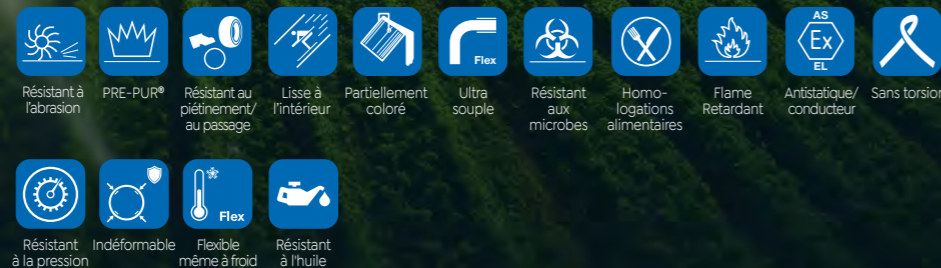 AS
Ex
EL
Flex
Résistant à
l'abrasion
PRE-PUR®
Résistant au
piétinement/
au passage
Lisse à
l'intérieur
Partiellement
coloré
Ultra
souple
Résistant
aux
microbes
Homo-
logations
alimentaires
Flame
Retardant
Antistatique/
conducteur
Sans torsion
Flex
Résistant
à la pression
Indéformable
Flexible
même à froid
Résistant
à l'huile